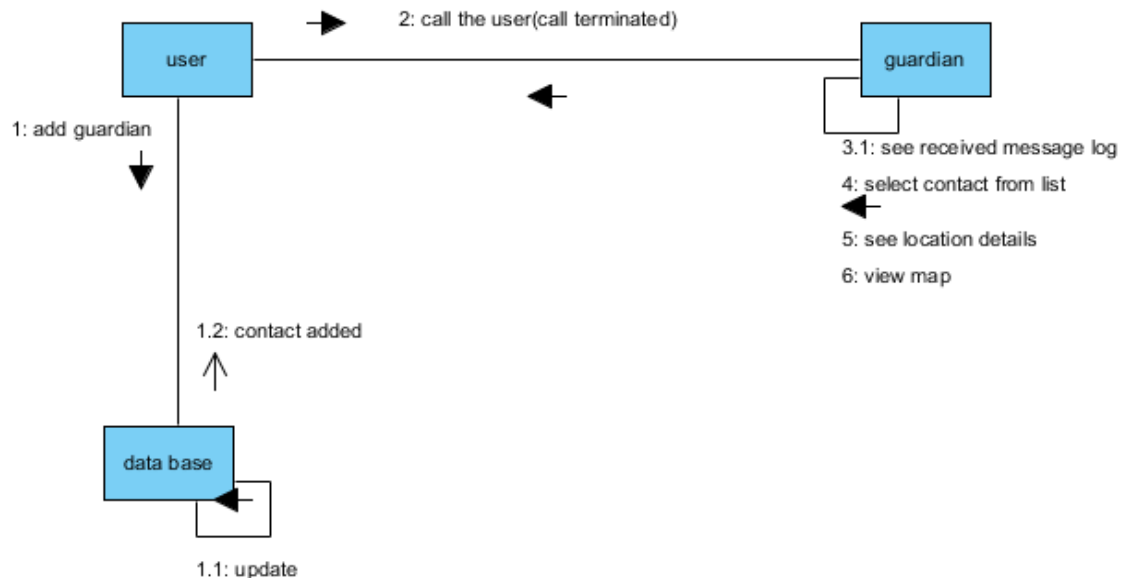 2: call the user(call terminated)
user
guardian
1: add guardian
3.1: see received message log
4: select contact from list
5: see location details
6: view map
1.2: contact added
data base
1.1: update